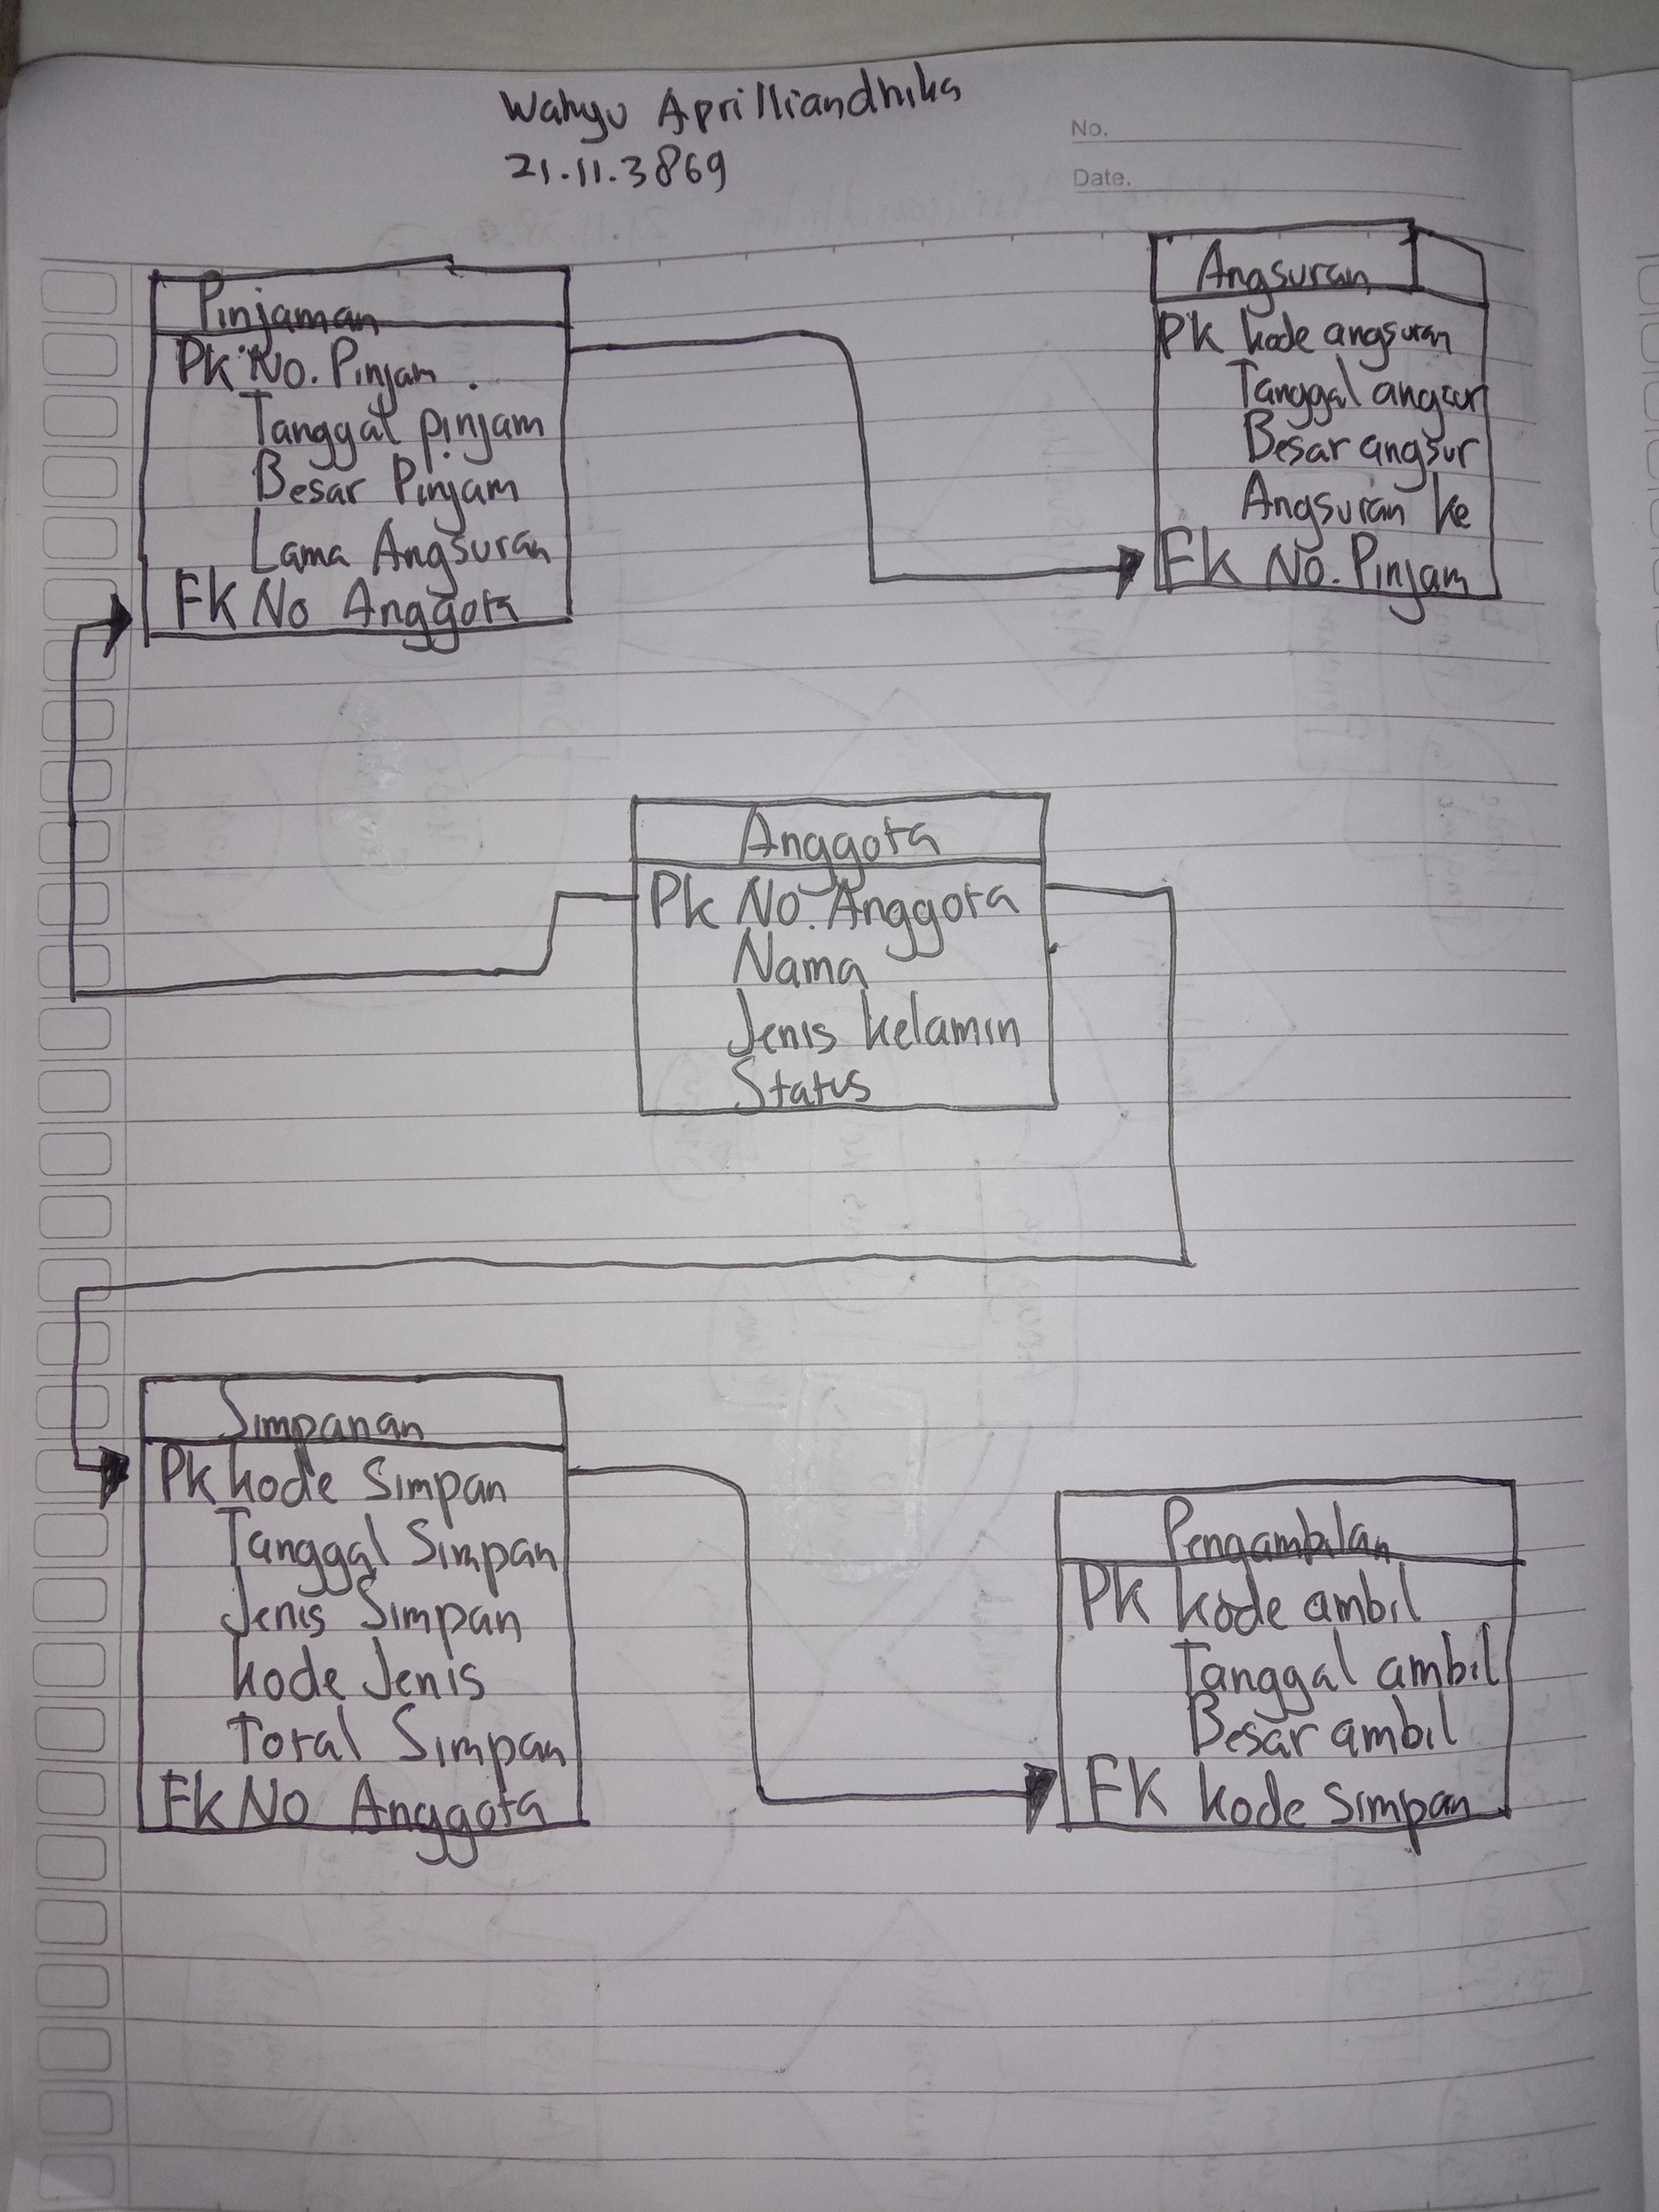 Wahyu Aprilliandhika
21.11.3869
No.
Date.
Pinjaman
Pk No. Pinjam
Tanggal pinjam
Besar Pinjam
Lama Angsuran
FK No Anggota
Angsuran
PK kode angsuran
Tanggal angsur
Besar angsur
Angsuran ke
FK No. Pinjam
Anggota
Pk No. Anggota
Nama
Jenis kelamin
Status
Simpanan
Pk kode Simpan
Tanggal Simpan
Jenis Simpan
kode Jenis
Total Simpan
FK No Anggota
Pengambilan
PK kode ambil
Tanggal ambil
Besar ambil
FK kode simpan